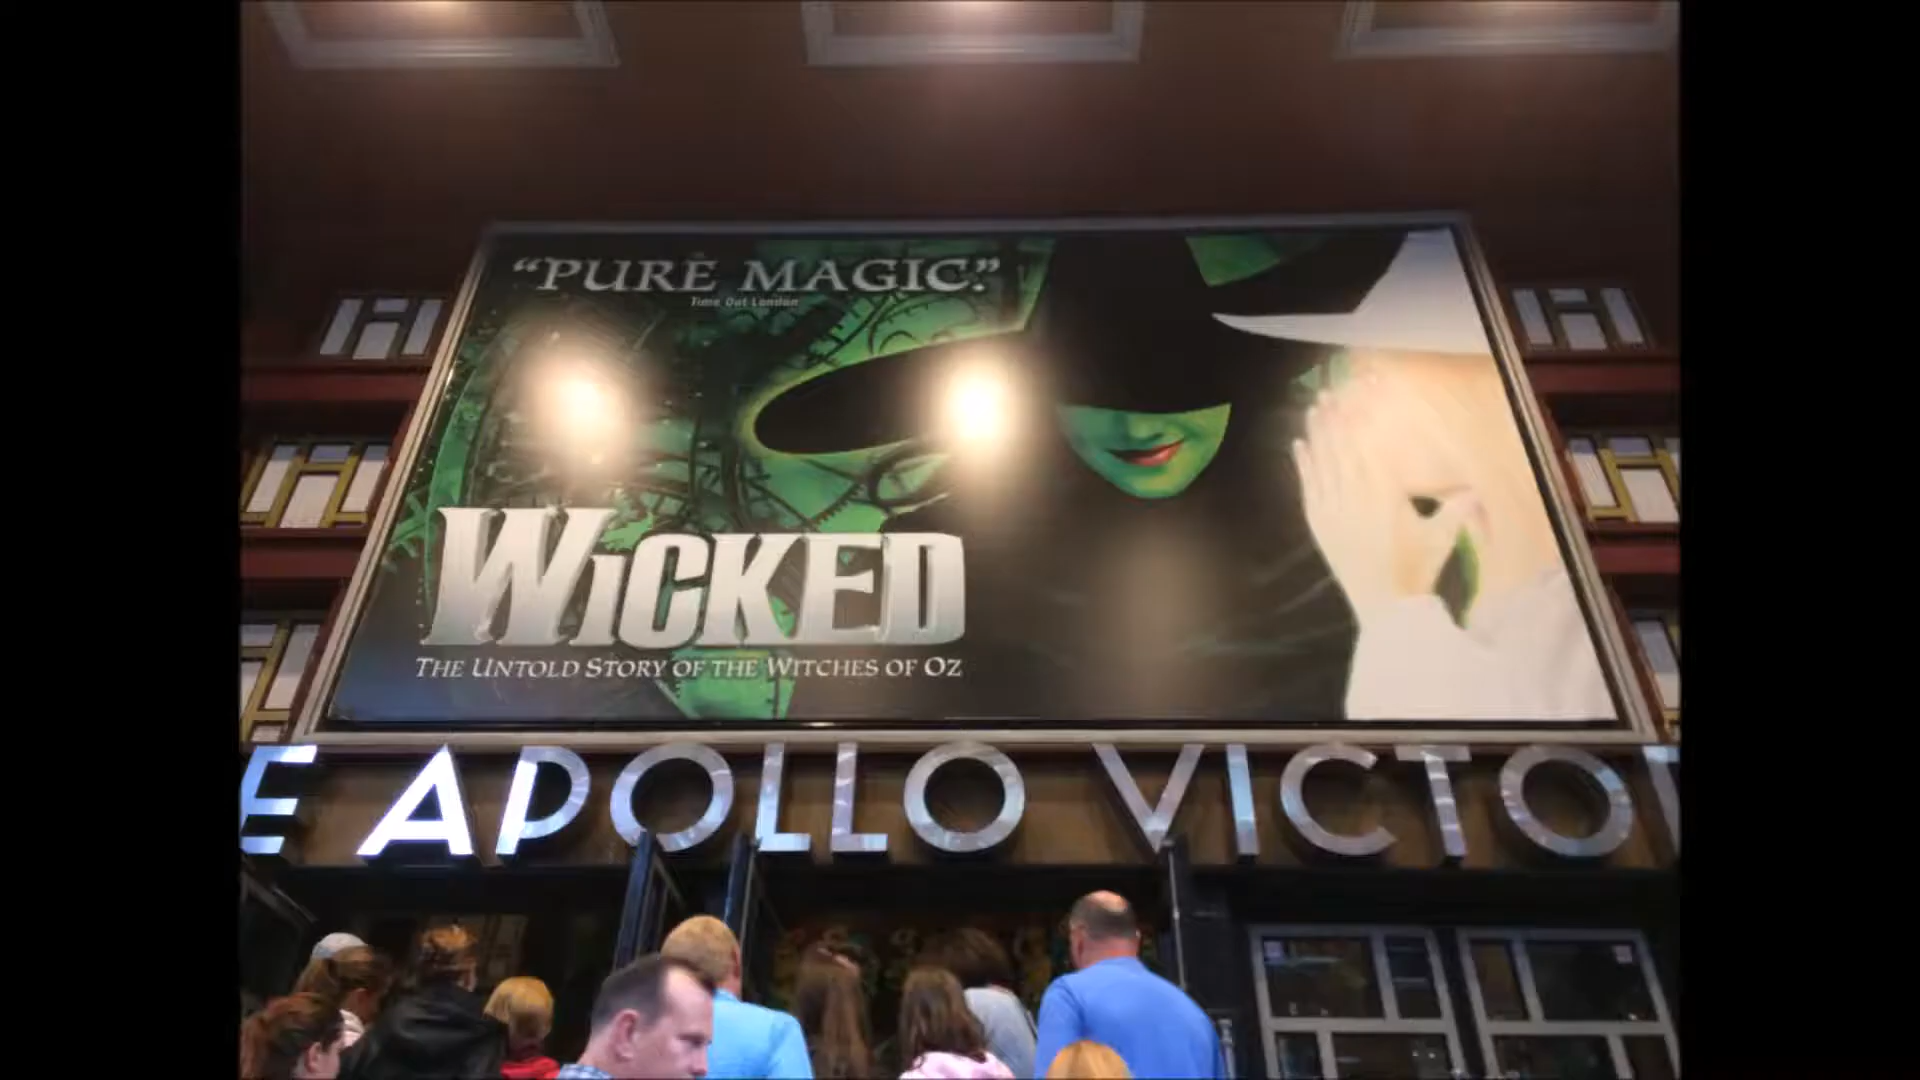 “PURE MAGIC.”
Time Out London
WICKED
THE UNTOLD STORY OF THE WITCHES OF OZ
E APOLLO VICTO